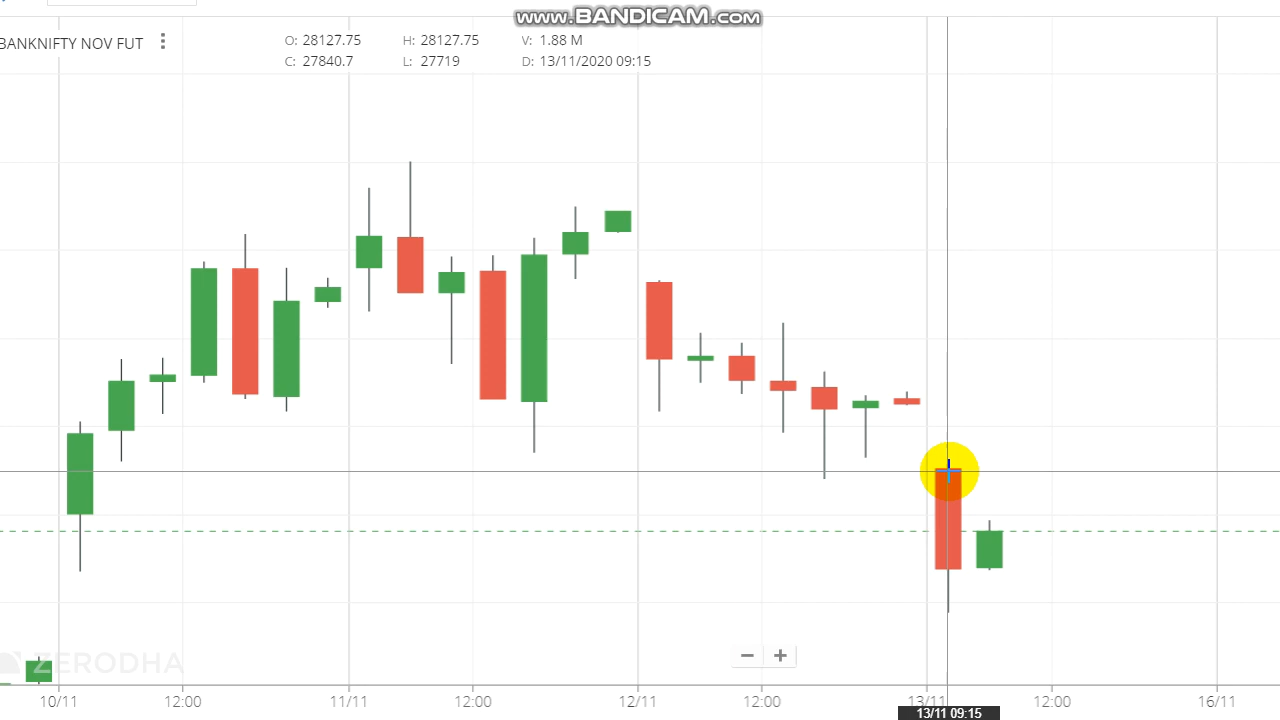 www.BANDICAM.com
BANKNIFTY NOV FUT
O: 28127.75 H: 28127.75 V: 1.88 M
C: 27840.7 L: 27719 D: 13/11/2020 09:15
ZERODHA
10/11 12:00 11/11 12:00 12/11 12:00 13/11 12:00 16/11
13/11 09:15